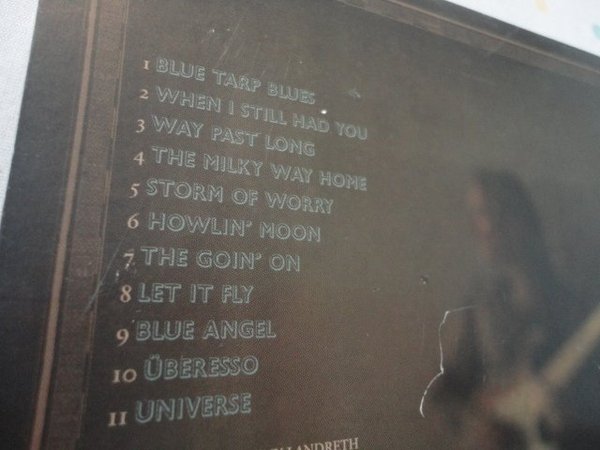 1 BLUE TARP BLUES
2 WHEN I STILL HAD YOU
3 WAY PAST LONG
4 THE MILKY WAY HOME
5 STORM OF WORRY
6 HOWLIN' MOON
7 THE GOIN' ON
8 LET IT FLY
9 BLUE ANGEL
10 ÜBERESSO
11 UNIVERSE
LANDRETH